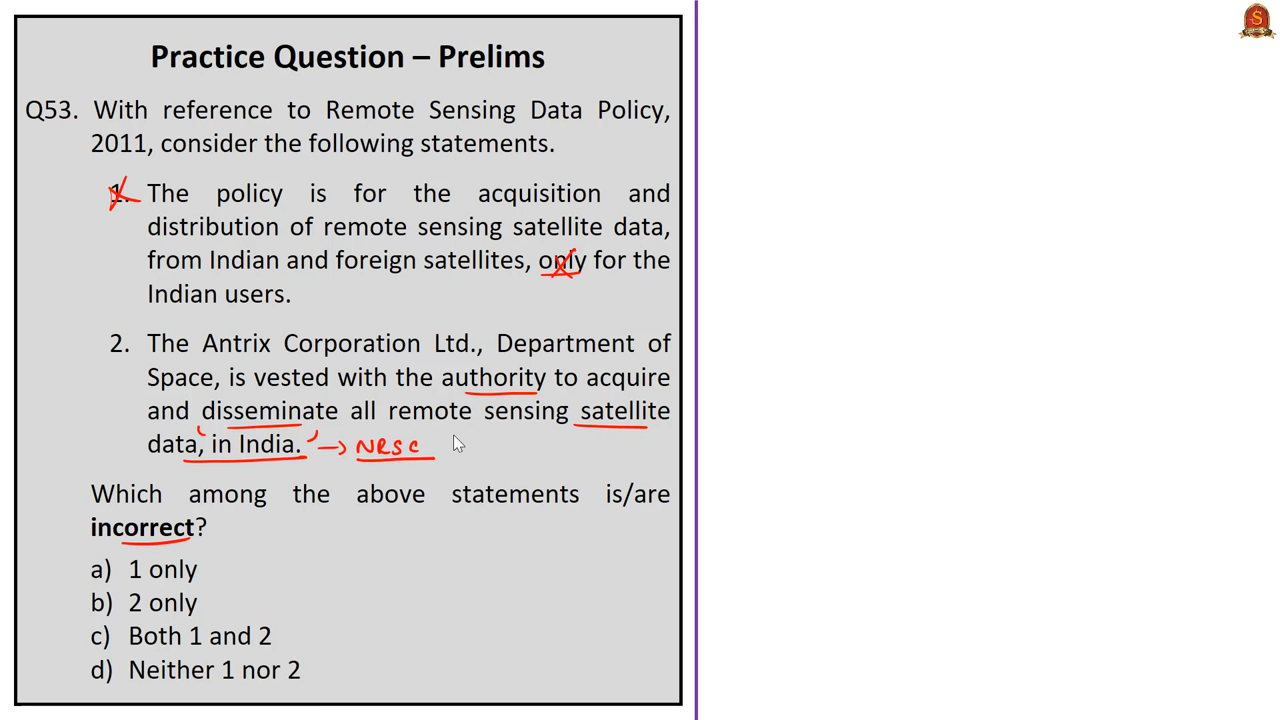 Practice Question – Prelims
Q53. With reference to Remote Sensing Data Policy,
2011, consider the following statements.
1. The policy is for the acquisition and
distribution of remote sensing satellite data,
from Indian and foreign satellites, only for the
Indian users.
2. The Antrix Corporation Ltd., Department of
Space, is vested with the authority to acquire
and disseminate all remote sensing satellite
data, in India. → NRSC
Which among the above statements is/are
incorrect?
a) 1 only
b) 2 only
c) Both 1 and 2
d) Neither 1 nor 2